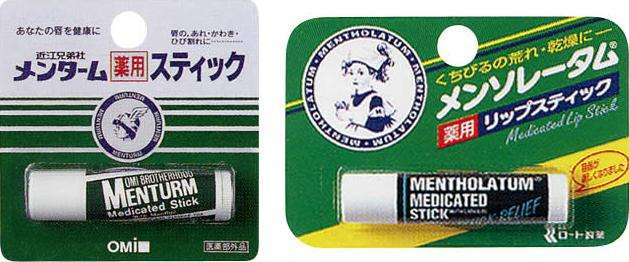 あなたの唇を健康に
唇の、あれ・かわき・
ひび割れに……
近江兄弟社
メンターム 薬用 スティック
MENTURM
MENTURM
OMI BROTHERHOOD
MENTURM
Medicated Stick
OMi
医薬部外品
MENTHOLATUM
MENTHOLATUM
くちびるの荒れ・乾燥に
メンソレータム®
薬用 リップスティック
Medicated Lip Stick
MENTHOLATUM
MEDICATED
STICK
RELIEF
ロート製薬